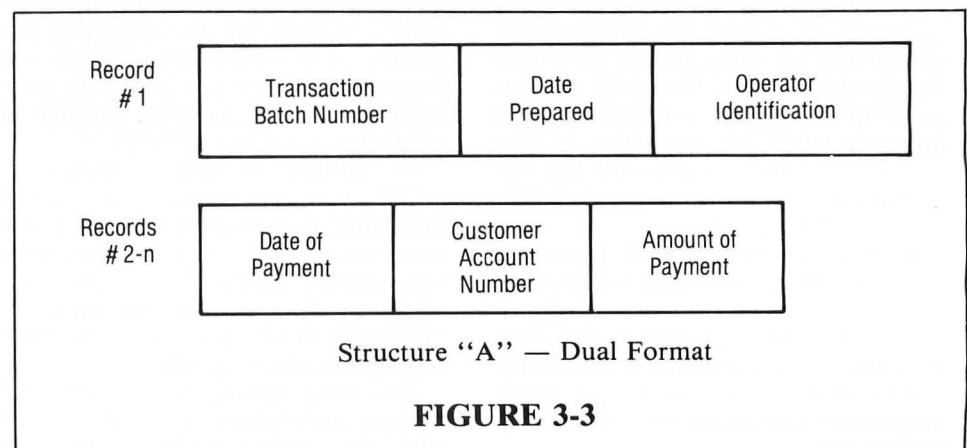 Record
#1
Transaction
Batch Number
Date
Prepared
Operator
Identification
Records
#2-n
Date of
Payment
Customer
Account
Number
Amount of
Payment
Structure “A” — Dual Format
FIGURE 3-3